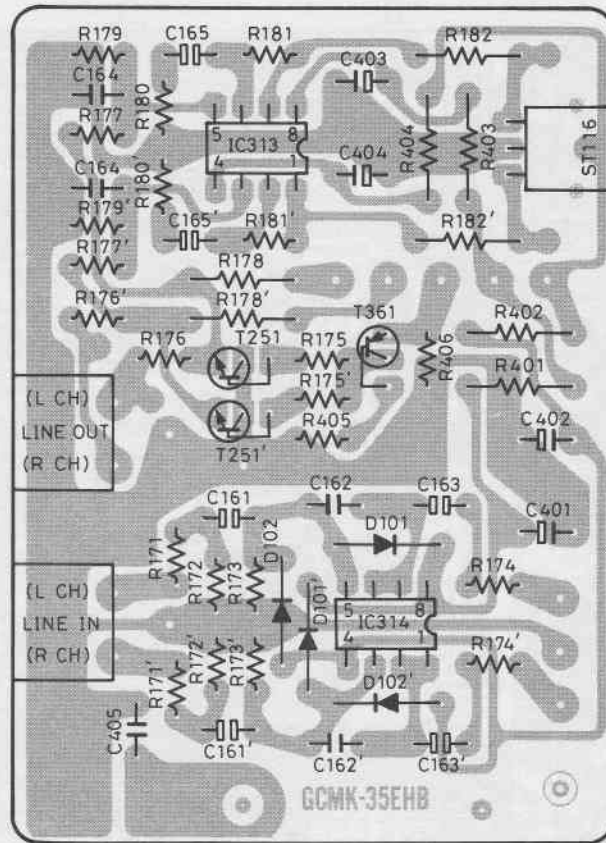 R179 C165 R181 R182
C164 C403
R177 R180
5 8
IC313
4 1
R404 R403 ST116
C164 R180' C404
R179'
C165' R181' R182'
R177'
R178
R176' R178' T361 R402
T251
R176 R175 R406 R401
R175'
R405 C402
T251'
(L CH)
LINE OUT
(R CH)
C161 C162 C163
D102 D101 C401
R171 R172 R173 R174
(L CH)
LINE IN
(R CH)
D101'
5 8
IC314
4 1
R171' R172' R173' R174'
D102'
C405 C161' C162' C163'
GCMK-35EHB